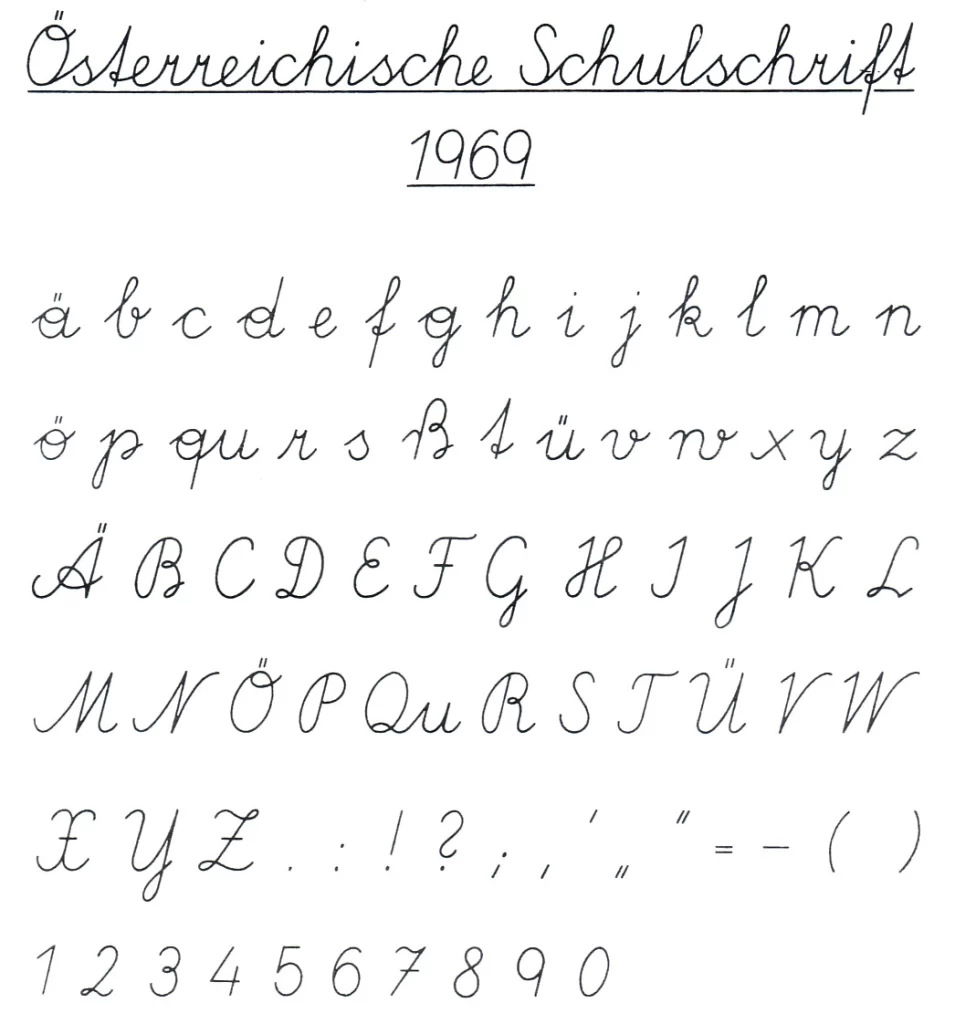 Österreichische Schulschrift
1969
ä b c d e f g h i j k l m n
ö p qu r s ß t ü v w x y z
Ä B C D E F G H I J K L
M N Ö P Qu R S T Ü V W
X Y Z . : ! ? ; , ' „ " = - ( )
1 2 3 4 5 6 7 8 9 0